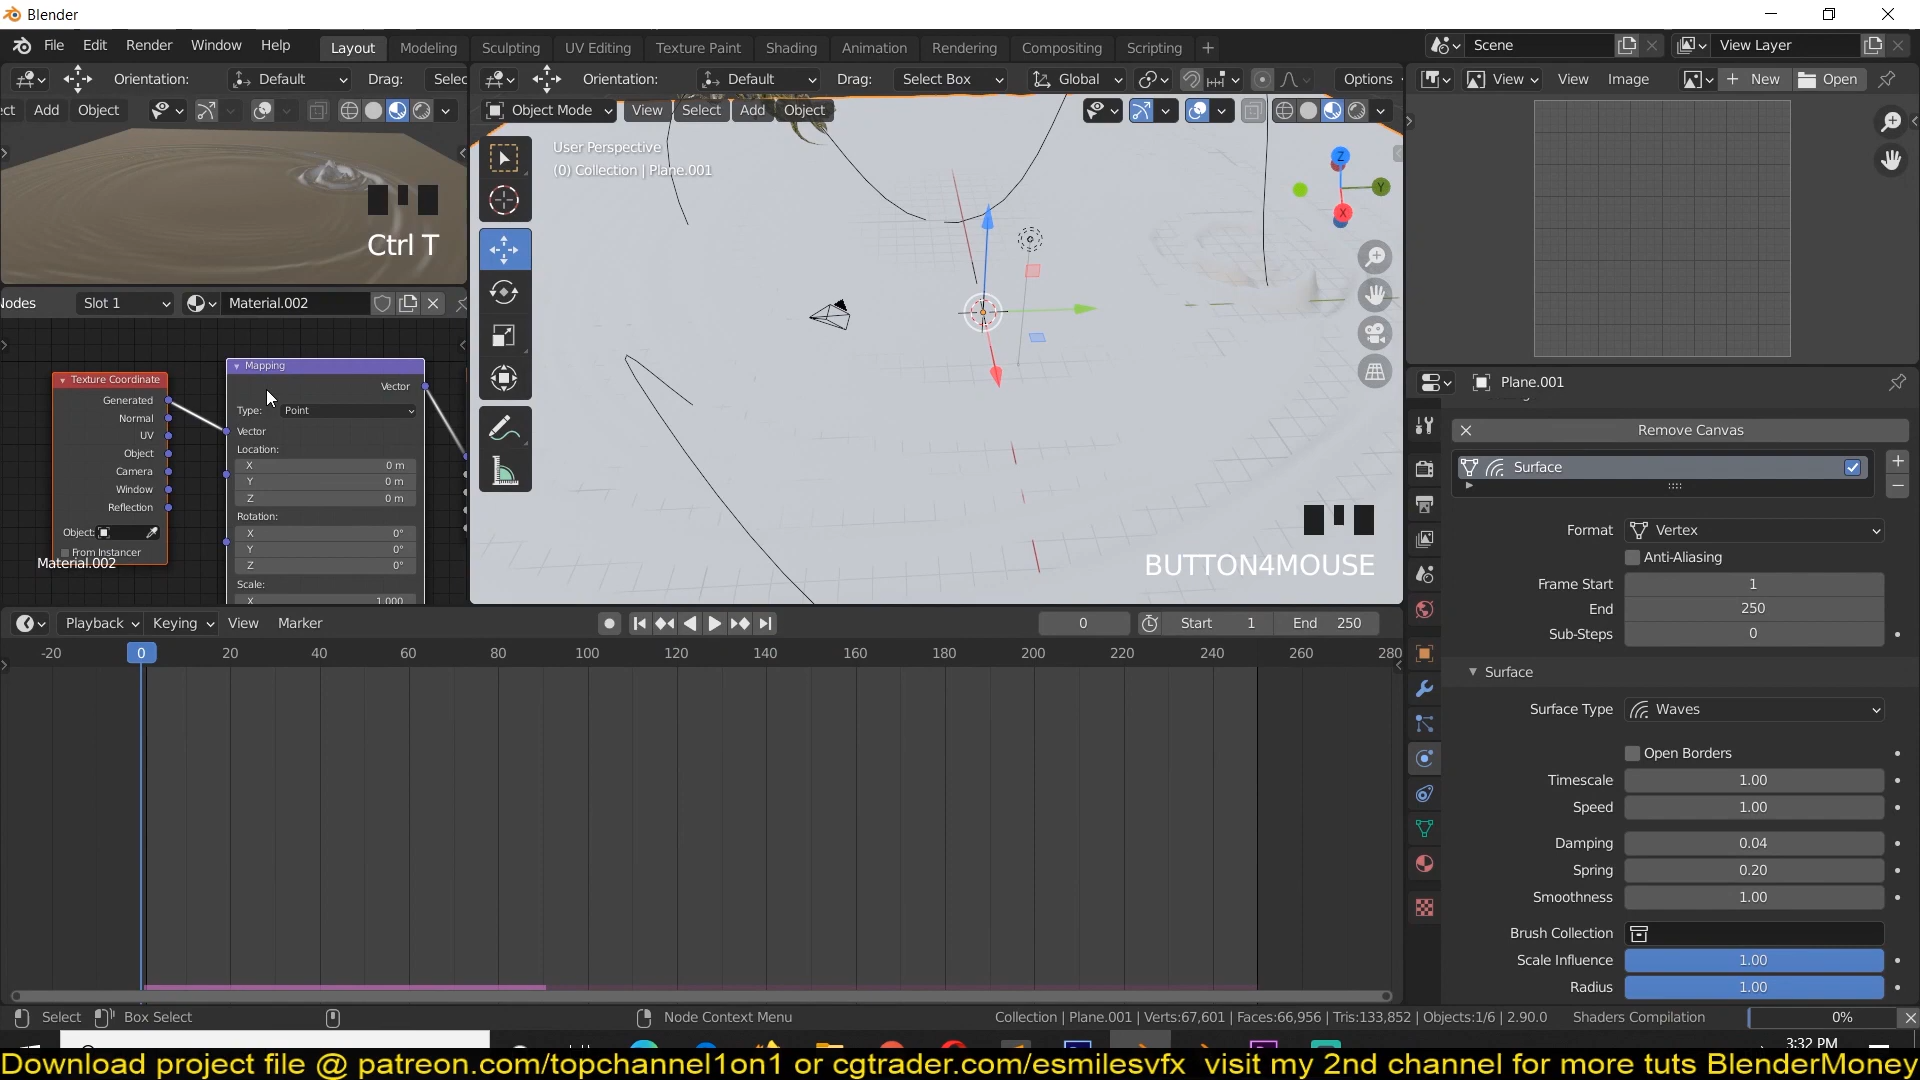 Blender
File Edit Render Window Help Layout Modeling Sculpting UV Editing Texture Paint Shading Animation Rendering Compositing Scripting + Scene View Layer
Orientation: Default Drag: Selec Orientation: Default Drag: Select Box Global Options View View Image New Open
ect Add Object Object Mode View Select Add Object
User Perspective
(0) Collection | Plane.001
Z
Y
X
Ctrl T
lodes Slot 1 Material.002
Mapping
Vector
Type: Point
Vector
Location:
X 0 m
Y 0 m
Z 0 m
Rotation:
X 0°
Y 0°
Z 0°
Scale:
X 1.000
Texture Coordinate
Generated
Normal
UV
Object
Camera
Window
Reflection
Object:
From Instancer
Material.002
BUTTON4MOUSE
Plane.001
Remove Canvas
Surface
Format Vertex
Anti-Aliasing
Frame Start 1
End 250
Sub-Steps 0
Surface
Surface Type Waves
Open Borders
Timescale 1.00
Speed 1.00
Damping 0.04
Spring 0.20
Smoothness 1.00
Brush Collection
Scale Influence 1.00
Radius 1.00
Playback Keying View Marker 0 Start 1 End 250
-20 0 20 40 60 80 100 120 140 160 180 200 220 240 260 280
Select Box Select Node Context Menu Collection | Plane.001 | Verts:67,601 | Faces:66,956 | Tris:133,852 | Objects:1/6 | 2.90.0 Shaders Compilation 0%
3:32 PM
Download project file @ patreon.com/topchannel1on1 or cgtrader.com/esmilesvfx visit my 2nd channel for more tuts BlenderMoney